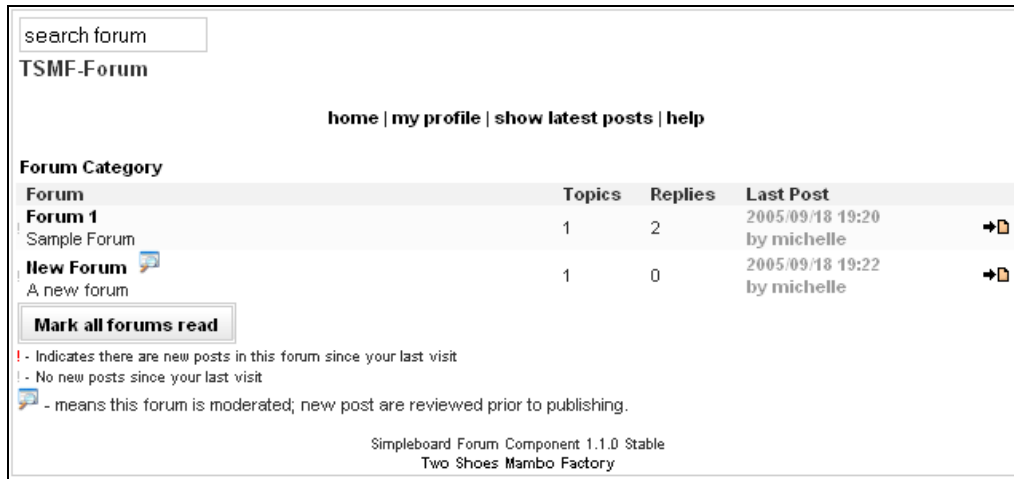 search forum
TSMF-Forum
home | my profile | show latest posts | help
Forum Category
Forum Topics Replies Last Post
Forum 1
Sample Forum
1 2 2005/09/18 19:20
by michelle
New Forum
A new forum
1 0 2005/09/18 19:22
by michelle
Mark all forums read
! - Indicates there are new posts in this forum since your last visit
! - No new posts since your last visit
- means this forum is moderated; new post are reviewed prior to publishing.
Simpleboard Forum Component 1.1.0 Stable
Two Shoes Mambo Factory